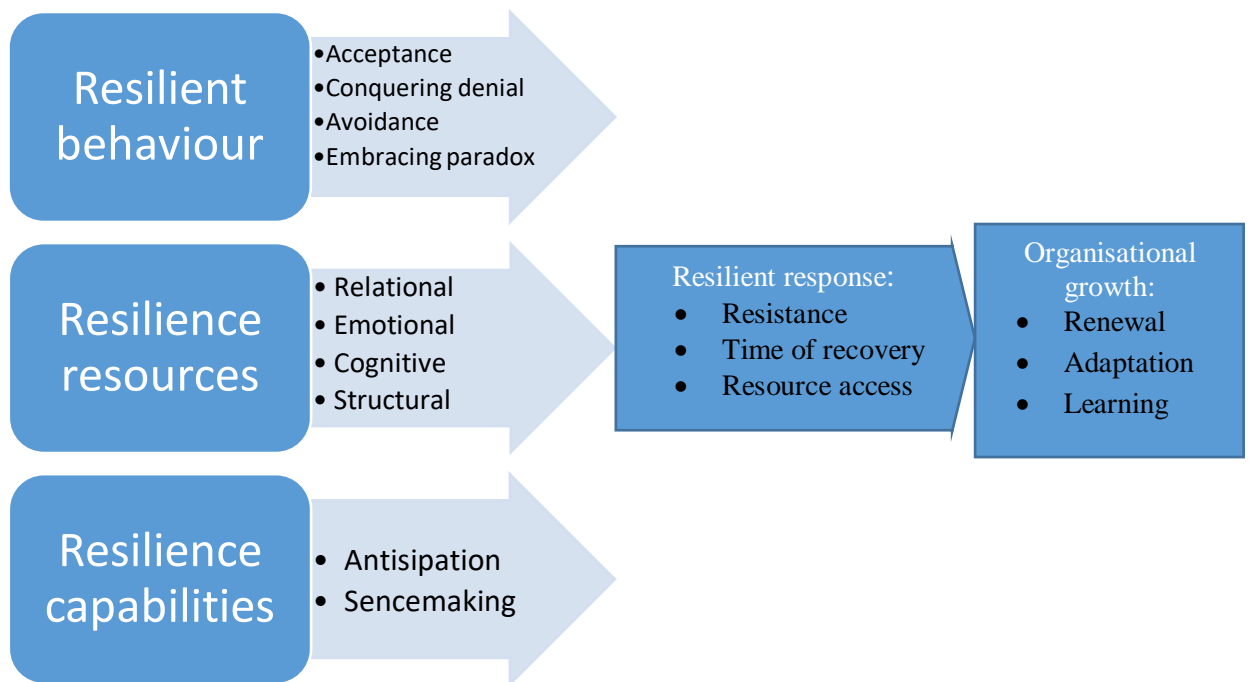 Resilient
behaviour
•Acceptance
•Conquering denial
•Avoidance
•Embracing paradox
Resilience
resources
• Relational
• Emotional
• Cognitive
• Structural
Resilient response:
• Resistance
• Time of recovery
• Resource access
Organisational
growth:
• Renewal
• Adaptation
• Learning
Resilience
capabilities
• Antisipation
• Sencemaking